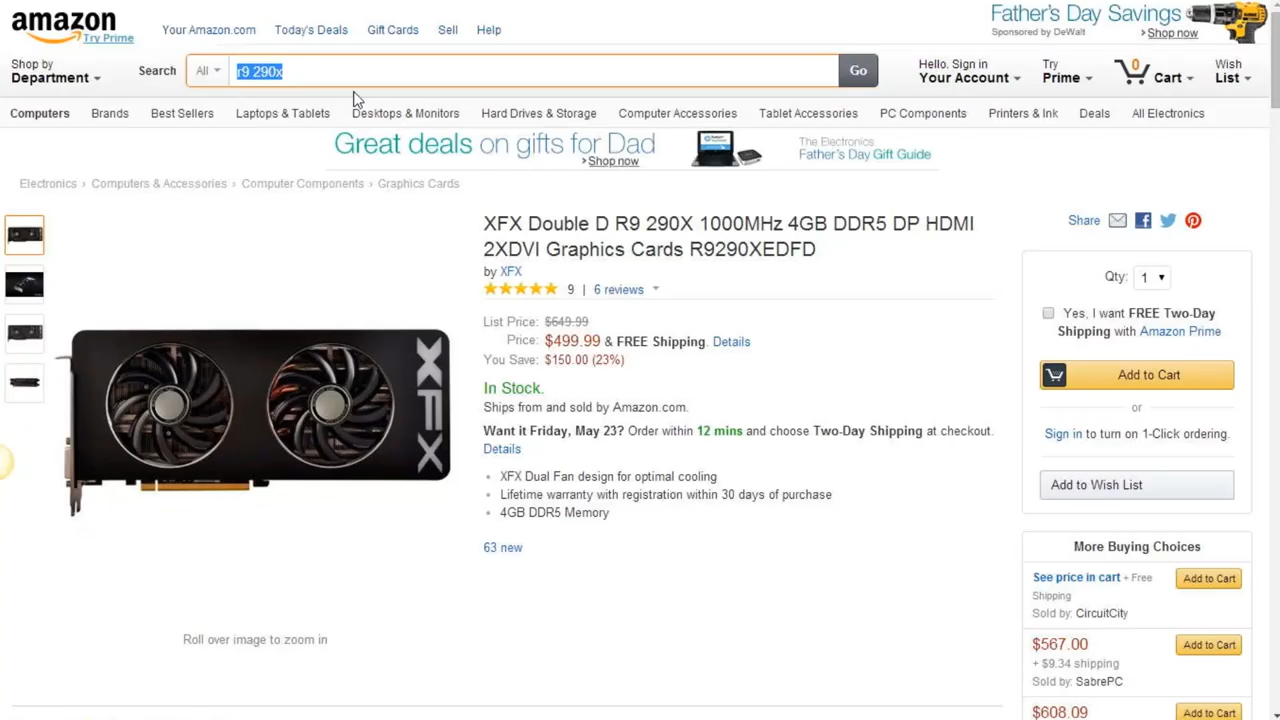 amazon
Try Prime
Your Amazon.com Today's Deals Gift Cards Sell Help
Father's Day Savings
Sponsored by DeWalt
Shop now
Shop by
Department
Search All r9 290x Go
Hello. Sign in
Your Account
Try
Prime
0
Cart
Wish
List
Computers Brands Best Sellers Laptops & Tablets Desktops & Monitors Hard Drives & Storage Computer Accessories Tablet Accessories PC Components Printers & Ink Deals All Electronics
Great deals on gifts for Dad
Shop now
The Electronics
Father's Day Gift Guide
Electronics › Computers & Accessories › Computer Components › Graphics Cards
XFX Double D R9 290X 1000MHz 4GB DDR5 DP HDMI
2XDVI Graphics Cards R9290XEDFD
by XFX
9 | 6 reviews
List Price: $649.99
Price: $499.99 & FREE Shipping. Details
You Save: $150.00 (23%)
In Stock.
Ships from and sold by Amazon.com.
Want it Friday, May 23? Order within 12 mins and choose Two-Day Shipping at checkout.
Details
• XFX Dual Fan design for optimal cooling
• Lifetime warranty with registration within 30 days of purchase
• 4GB DDR5 Memory
63 new
XFX
Roll over image to zoom in
Share
Qty: 1
Yes, I want FREE Two-Day
Shipping with Amazon Prime
Add to Cart
or
Sign in to turn on 1-Click ordering.
Add to Wish List
More Buying Choices
See price in cart + Free
Shipping
Add to Cart
Sold by: CircuitCity
$567.00
Add to Cart
+ $9.34 shipping
Sold by: SabrePC
$608.09
Add to Cart